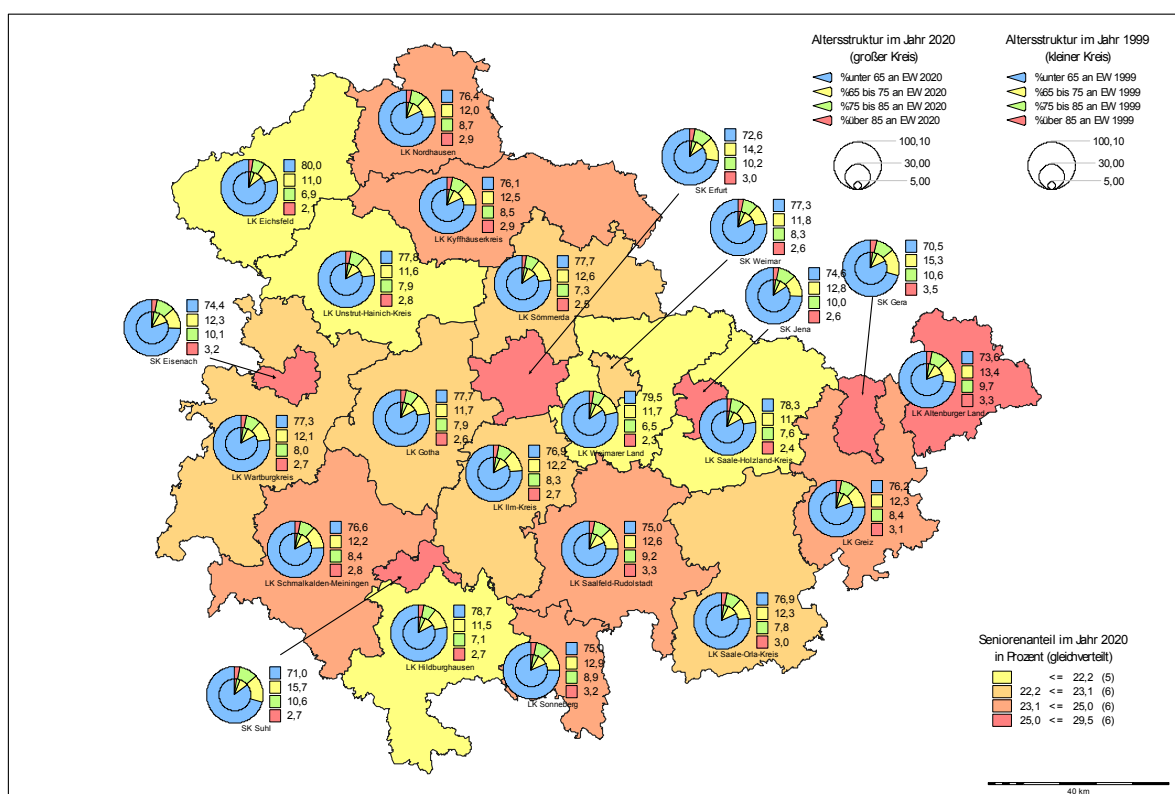 Altersstruktur im Jahr 2020
(großer Kreis)
%unter 65 an EW 2020
%65 bis 75 an EW 2020
%75 bis 85 an EW 2020
%über 85 an EW 2020
100,10
30,00
5,00
Altersstruktur im Jahr 1999
(kleiner Kreis)
%unter 65 an EW 1999
%65 bis 75 an EW 1999
%75 bis 85 an EW 1999
%über 85 an EW 1999
100,10
30,00
5,00
76,4
12,0
8,7
2,9
LK Nordhausen
72,6
14,2
10,2
3,0
SK Erfurt
80,0
11,0
6,9
2,1
LK Eichsfeld
76,1
12,5
8,5
2,9
LK Kyffhäuserkreis
77,3
11,8
8,3
2,6
SK Weimar
70,5
15,3
10,6
3,5
SK Gera
77,8
11,6
7,9
2,8
LK Unstrut-Hainich-Kreis
77,7
12,6
7,3
LK Sömmerda
74,6
12,8
10,0
2,6
SK Jena
74,4
12,3
10,1
3,2
SK Eisenach
73,6
13,4
9,7
3,3
LK Altenburger Land
77,3
12,1
8,0
2,7
LK Wartburgkreis
77,7
11,7
7,9
2,6
LK Gotha
79,5
11,7
6,5
2,3
LK Weimarer Land
78,3
7,6
2,4
LK Saale-Holzland-Kreis
76,9
12,2
8,3
2,7
LK Ilm-Kreis
76,2
12,3
8,4
3,1
LK Greiz
76,6
12,2
8,4
2,8
LK Schmalkalden-Meiningen
75,0
12,6
9,2
3,3
LK Saalfeld-Rudolstadt
76,9
12,3
7,8
3,0
LK Saale-Orla-Kreis
78,7
11,5
7,1
2,7
LK Hildburghausen
75,0
12,9
8,9
3,2
LK Sonneberg
71,0
15,7
10,6
2,7
SK Suhl
Seniorenanteil im Jahr 2020
in Prozent (gleichverteilt)
<= 22,2 (5)
22,2 <= 23,1 (6)
23,1 <= 25,0 (6)
25,0 <= 29,5 (6)
40 km